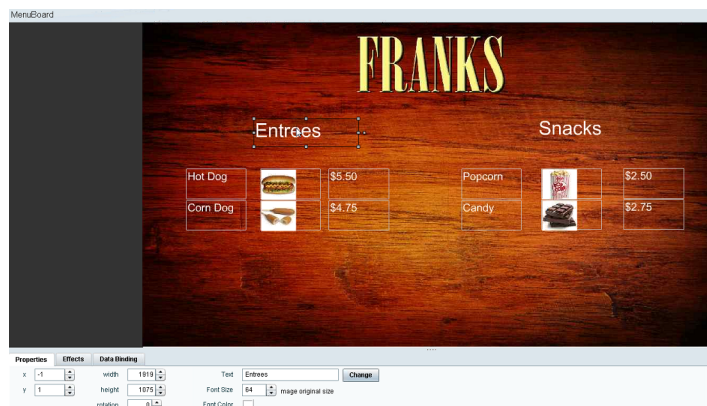 MenuBoard
FRANKS
Entrees
Snacks
Hot Dog $5.50
Popcorn $2.50
Corn Dog $4.75
Candy $2.75
Properties Effects Data Binding
x -1 width 1919 Text Entrees Change
y 1 height 1075 Font Size 64 mage original size
rotation 0 Font Color